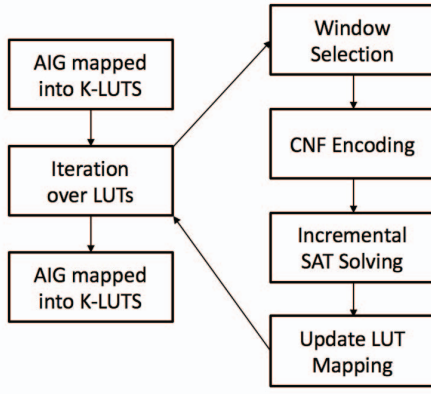 AIG mapped
into K-LUTS
Iteration
over LUTs
AIG mapped
into K-LUTS
Window
Selection
CNF Encoding
Incremental
SAT Solving
Update LUT
Mapping